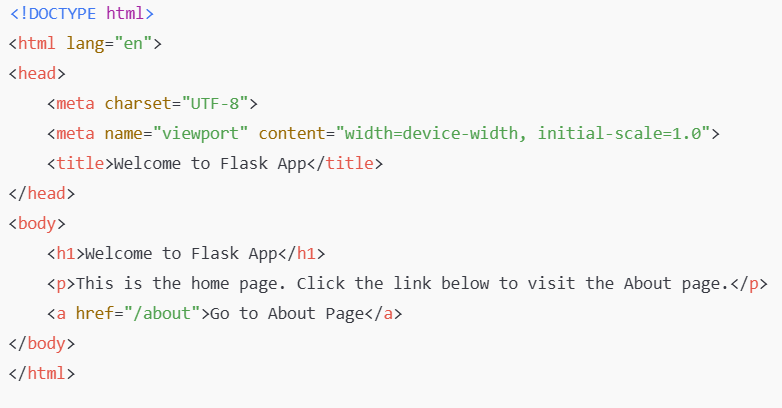 <!DOCTYPE html>
<html lang="en">
<head>
    <meta charset="UTF-8">
    <meta name="viewport" content="width=device-width, initial-scale=1.0">
    <title>Welcome to Flask App</title>
</head>
<body>
    <h1>Welcome to Flask App</h1>
    <p>This is the home page. Click the link below to visit the About page.</p>
    <a href="/about">Go to About Page</a>
</body>
</html>